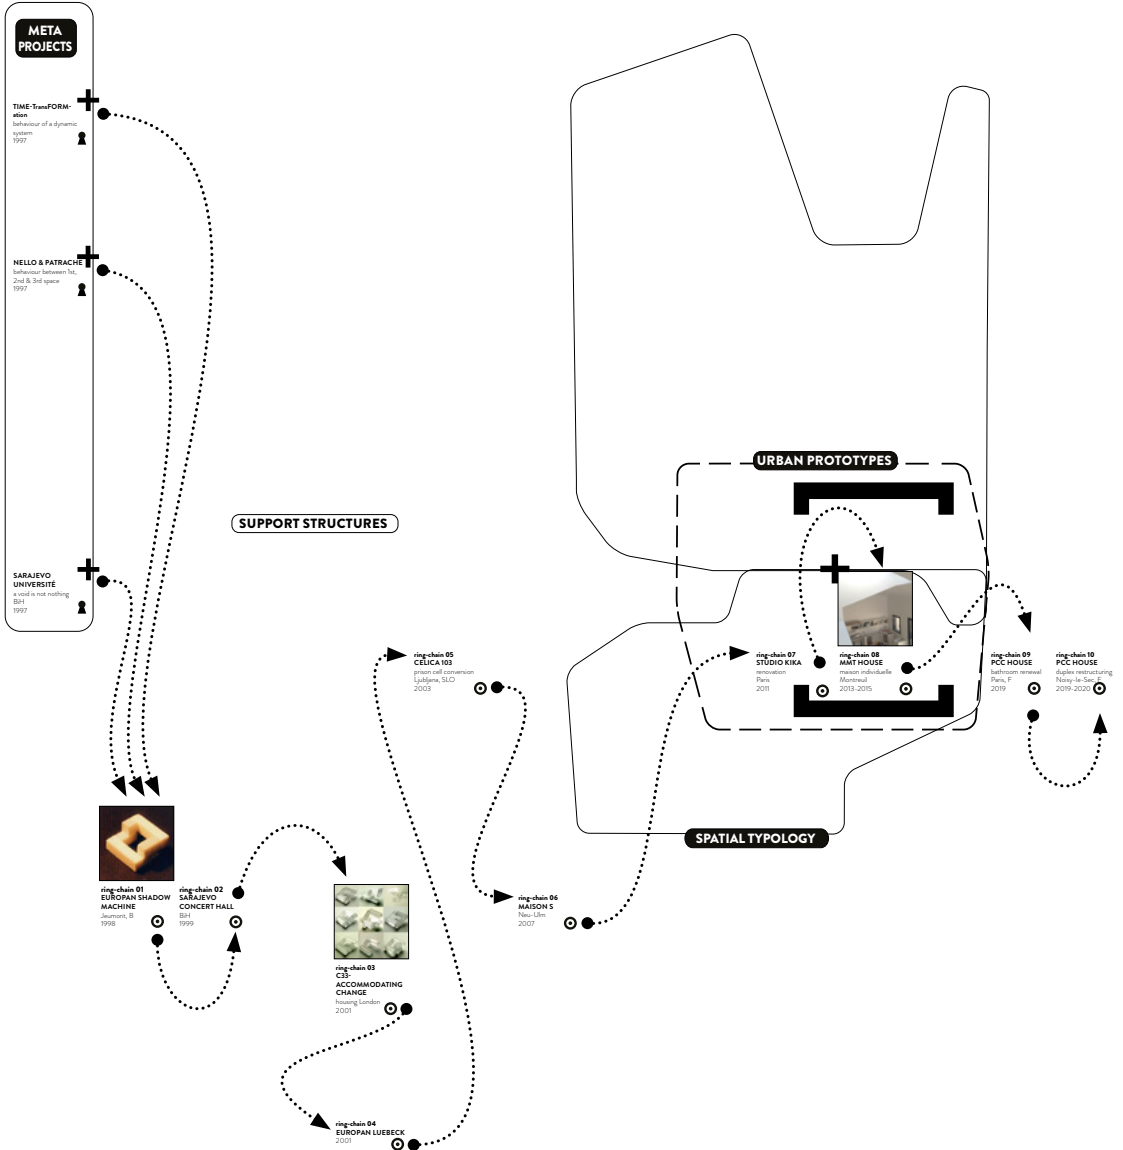 META
PROJECTS
TIME-TransFORM-
ation
behaviour of a dynamic
system
1997
NELLO & PATRACHE
behaviour between 1st,
2nd & 3rd space
1997
SUPPORT STRUCTURES
SARAJEVO
UNIVERSITÉ
a void is not nothing
BiH
1997
URBAN PROTOTYPES
ring-chain 05
CELICA 103
prison cell conversion
Ljubljana, SLO
2003
ring-chain 07
STUDIO KIKA
renovation
Paris
2011
ring-chain 08
MMT HOUSE
maison individuelle
Montreuil
2013-2015
ring-chain 09
PCC HOUSE
bathroom renewal
Paris, F
2019
ring-chain 10
PCC HOUSE
duplex restructuring
Noisy-le-Sec, F
2019-2020
SPATIAL TYPOLOGY
ring-chain 01
EUROPAN SHADOW
MACHINE
Jeumont, B
1998
ring-chain 02
SARAJEVO
CONCERT HALL
BiH
1999
ring-chain 06
MAISON S
Neu-Ulm
2007
ring-chain 03
C33-
ACCOMMODATING
CHANGE
housing London
2001
ring-chain 04
EUROPAN LUEBECK
2001